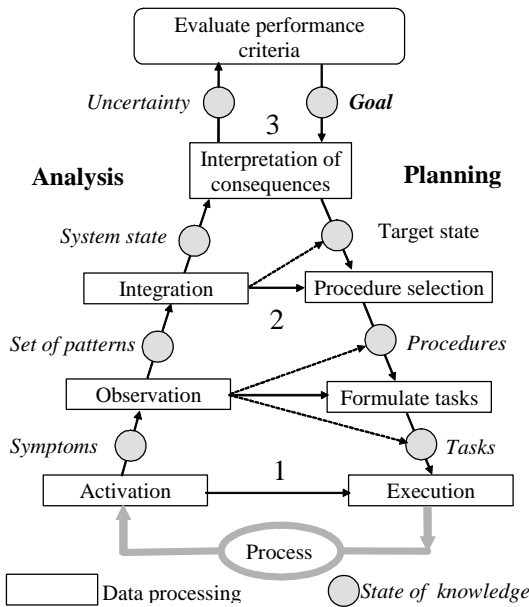 Evaluate performance
criteria
Uncertainty
Goal
3
Interpretation of
consequences
Analysis
Planning
System state
Target state
Integration
Procedure selection
2
Set of patterns
Procedures
Observation
Formulate tasks
Symptoms
Tasks
1
Activation
Execution
Process
Data processing
State of knowledge